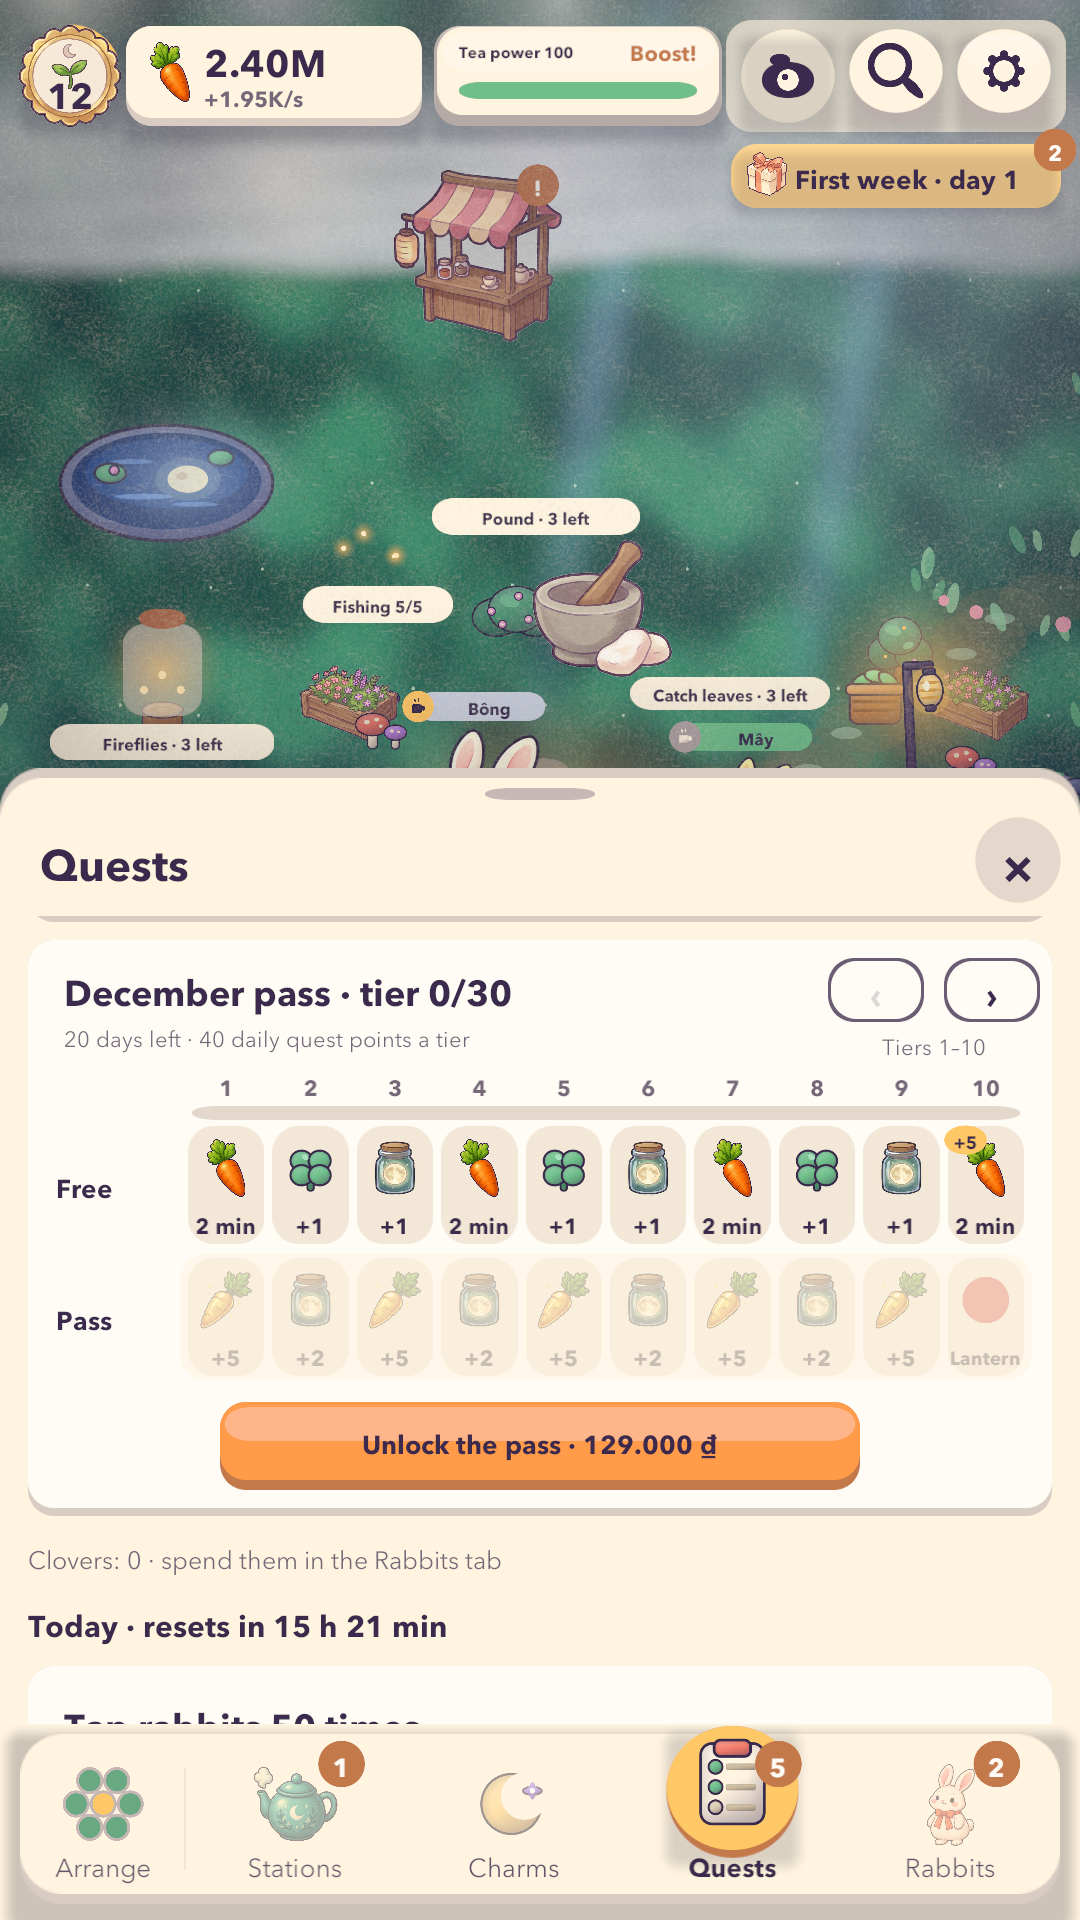 12
2.40M
+1.95K/s
Tea power 100
Boost!
2
First week · day 1
!
Pound · 3 left
Fishing 5/5
Catch leaves · 3 left
Bông
Mây
Fireflies · 3 left
Quests
×
December pass · tier 0/30
‹
›
20 days left · 40 daily quest points a tier
Tiers 1–10
1 2 3 4 5 6 7 8 9 10
+5
Free
2 min +1 +1 2 min +1 +1 2 min +1 +1 2 min
Pass
+5 +2 +5 +2 +5 +2 +5 +2 +5 Lantern
Unlock the pass · 129.000 ₫
Clovers: 0 · spend them in the Rabbits tab
Today · resets in 15 h 21 min
Tap rabbits 50 times
1
5
2
Arrange
Stations
Charms
Quests
Rabbits